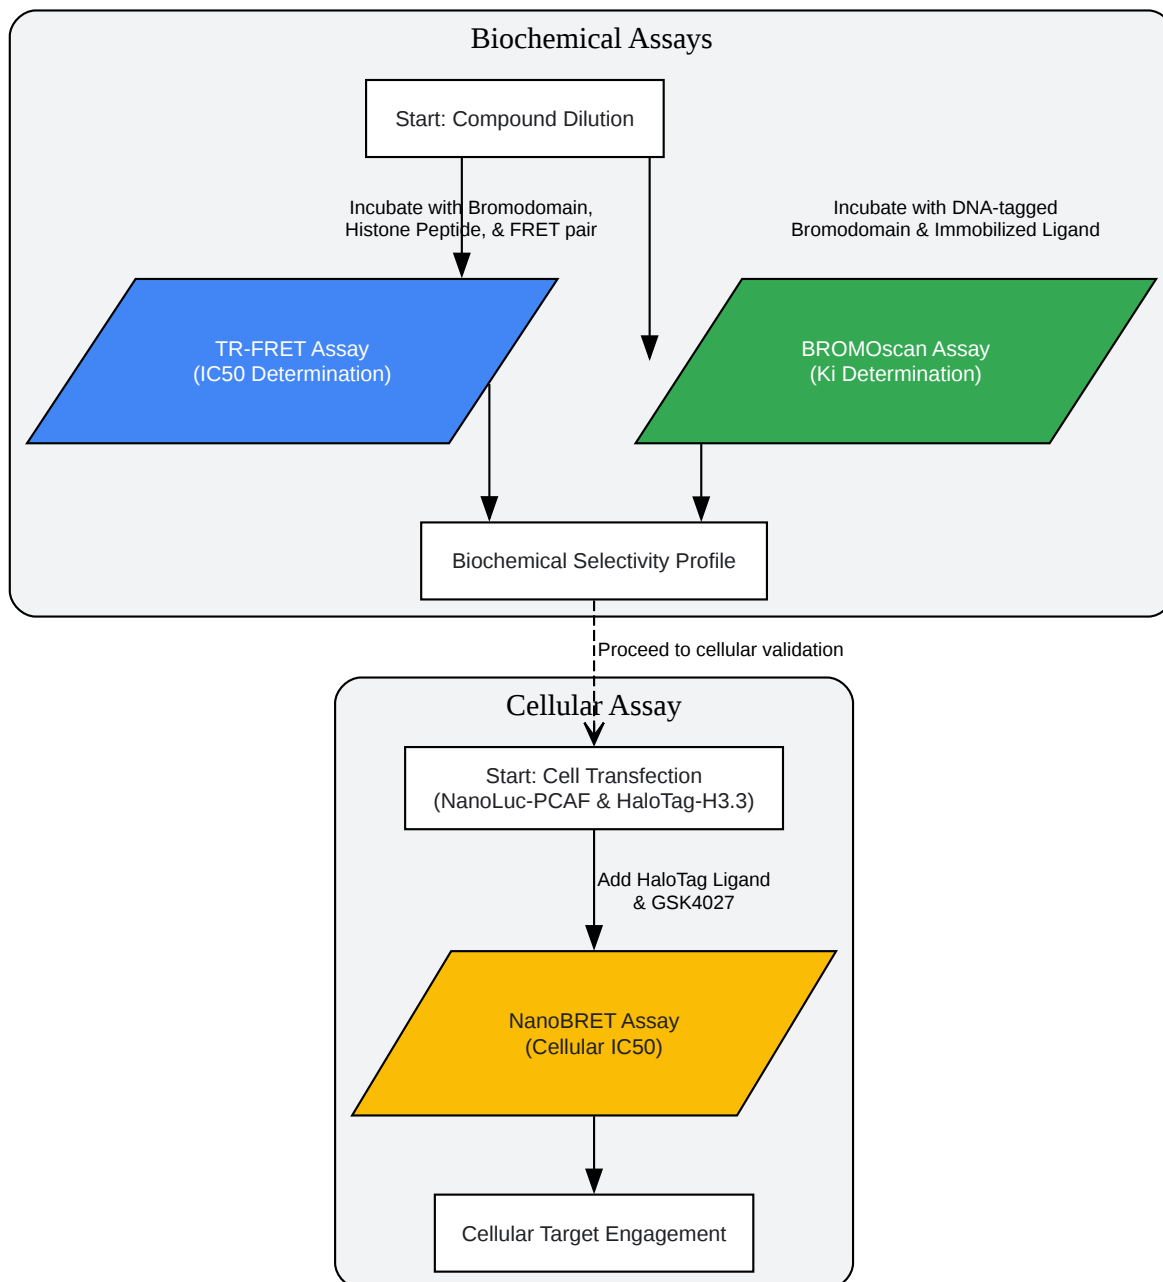 Biochemical Assays
Start: Compound Dilution
Incubate with Bromodomain,
Histone Peptide, & FRET pair
Incubate with DNA-tagged
Bromodomain & Immobilized Ligand
TR-FRET Assay
(IC50 Determination)
BROMOscan Assay
(Ki Determination)
Biochemical Selectivity Profile
Proceed to cellular validation
Cellular Assay
Start: Cell Transfection
(NanoLuc-PCAF & HaloTag-H3.3)
Add HaloTag Ligand
& GSK4027
NanoBRET Assay
(Cellular IC50)
Cellular Target Engagement